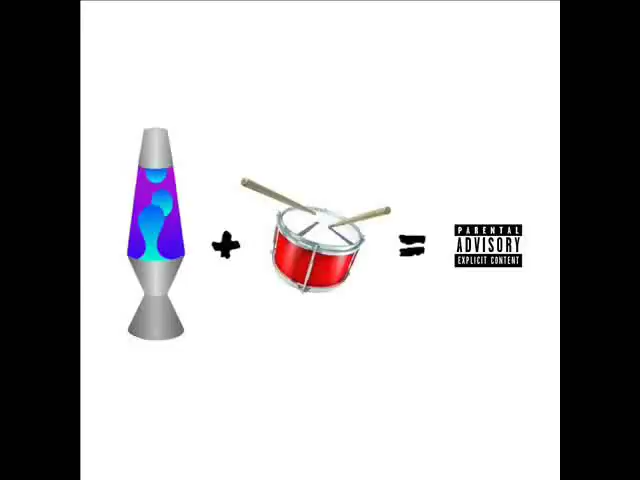 + =
PARENTAL
ADVISORY
EXPLICIT CONTENT